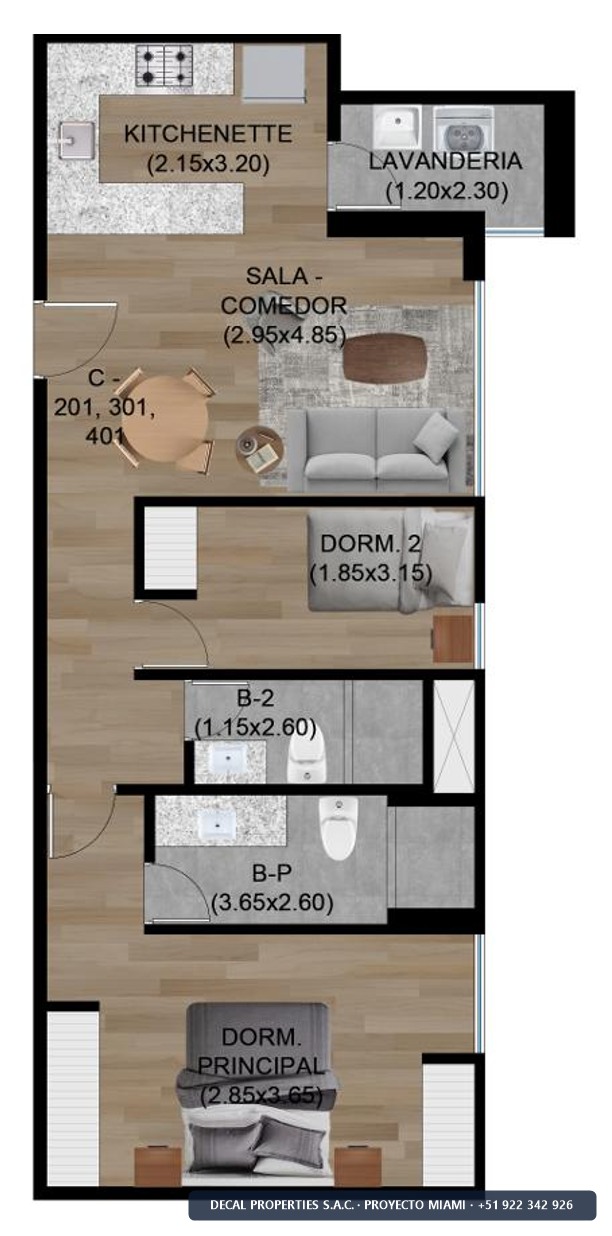 KITCHENETTE
(2.15x3.20)
LAVANDERIA
(1.20x2.30)
SALA -
COMEDOR
(2.95x4.85)
C -
201, 301,
401
DORM. 2
(1.85x3.15)
B-2
(1.15x2.60)
B-P
(3.65x2.60)
DORM.
PRINCIPAL
(2.85x3.65)
DECAL PROPERTIES S.A.C. · PROYECTO MIAMI · +51 922 342 926